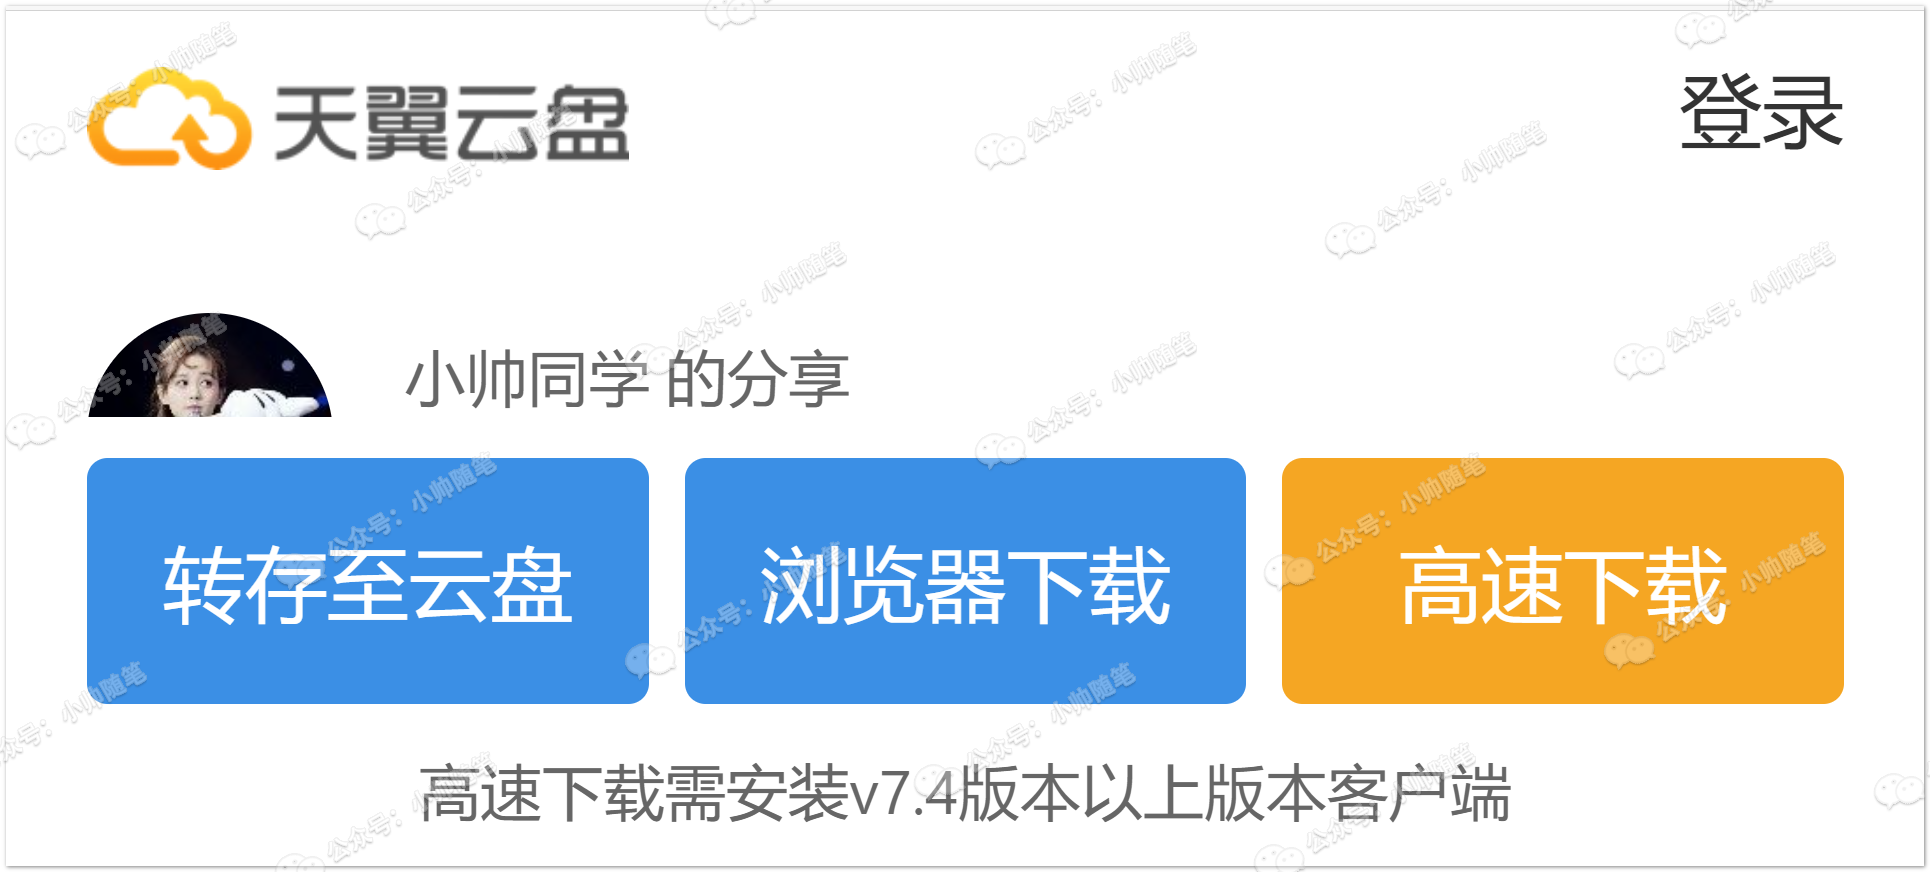 天翼云盘
登录
小帅同学 的分享
转存至云盘
浏览器下载
高速下载
高速下载需安装v7.4版本以上版本客户端
公众号：小帅随笔